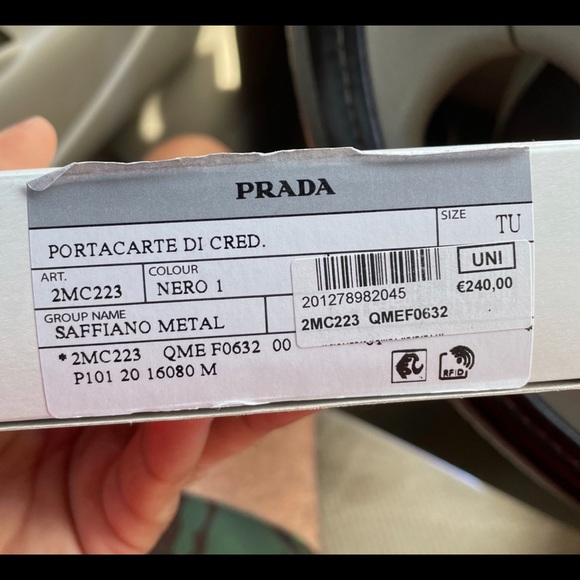 PRADA
SIZE
TU
PORTACARTE DI CRED.
ART.
2MC223
COLOUR
NERO 1
UNI
€240,00
201278982045
2MC223 QMEF0632
GROUP NAME
SAFFIANO METAL
* 2MC223 QME F0632 00
P101 20 16080 M
RFID